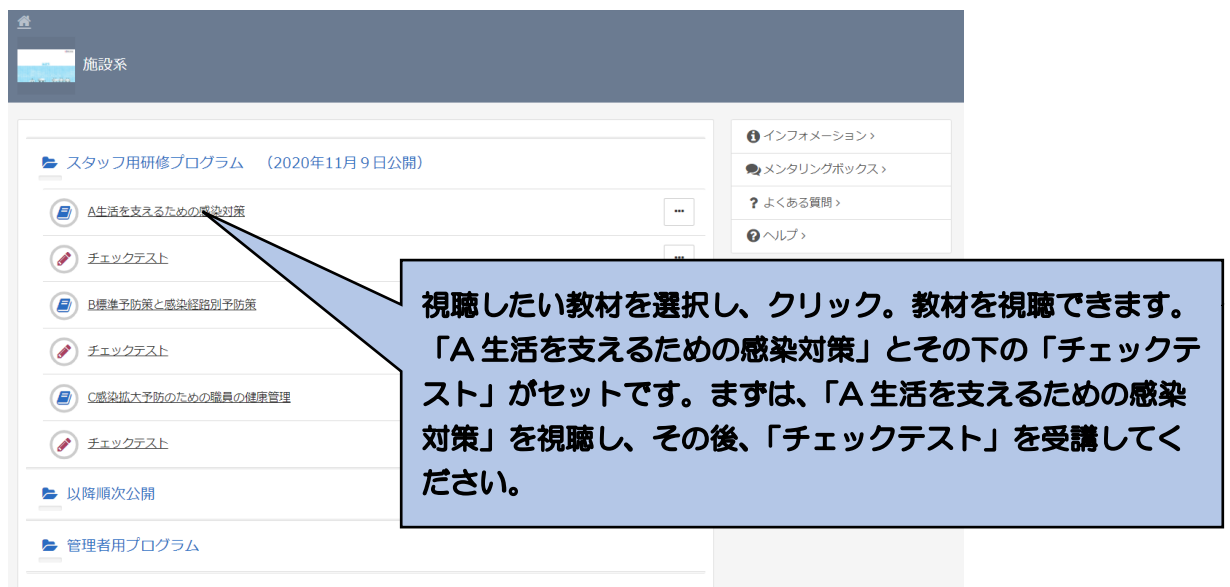 施設系
スタッフ用研修プログラム （2020年11月9日公開）
A生活を支えるための感染対策
チェックテスト
B標準予防策と感染経路別予防策
チェックテスト
C感染拡大予防のための職員の健康管理
チェックテスト
以降順次公開
管理者用プログラム
インフォメーション
メンタリングボックス
よくある質問
ヘルプ
視聴したい教材を選択し、クリック。教材を視聴できます。
「A 生活を支えるための感染対策」とその下の「チェックテ
スト」がセットです。まずは、「A 生活を支えるための感染
対策」を視聴し、その後、「チェックテスト」を受講してく
ださい。